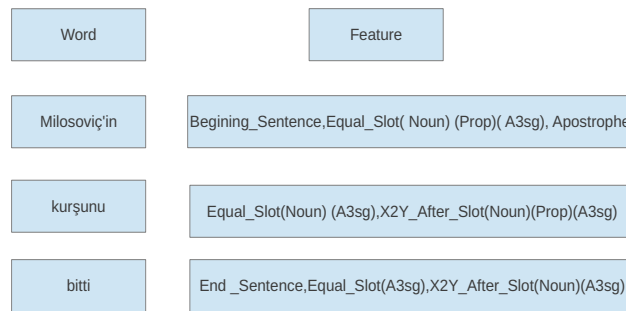 Word Feature
Milosoviç'in Begining_Sentence,Equal_Slot( Noun) (Prop)( A3sg), Apostrophe
kurşunu Equal_Slot(Noun) (A3sg),X2Y_After_Slot(Noun)(Prop)(A3sg)
bitti End _Sentence,Equal_Slot(A3sg),X2Y_After_Slot(Noun)(A3sg)